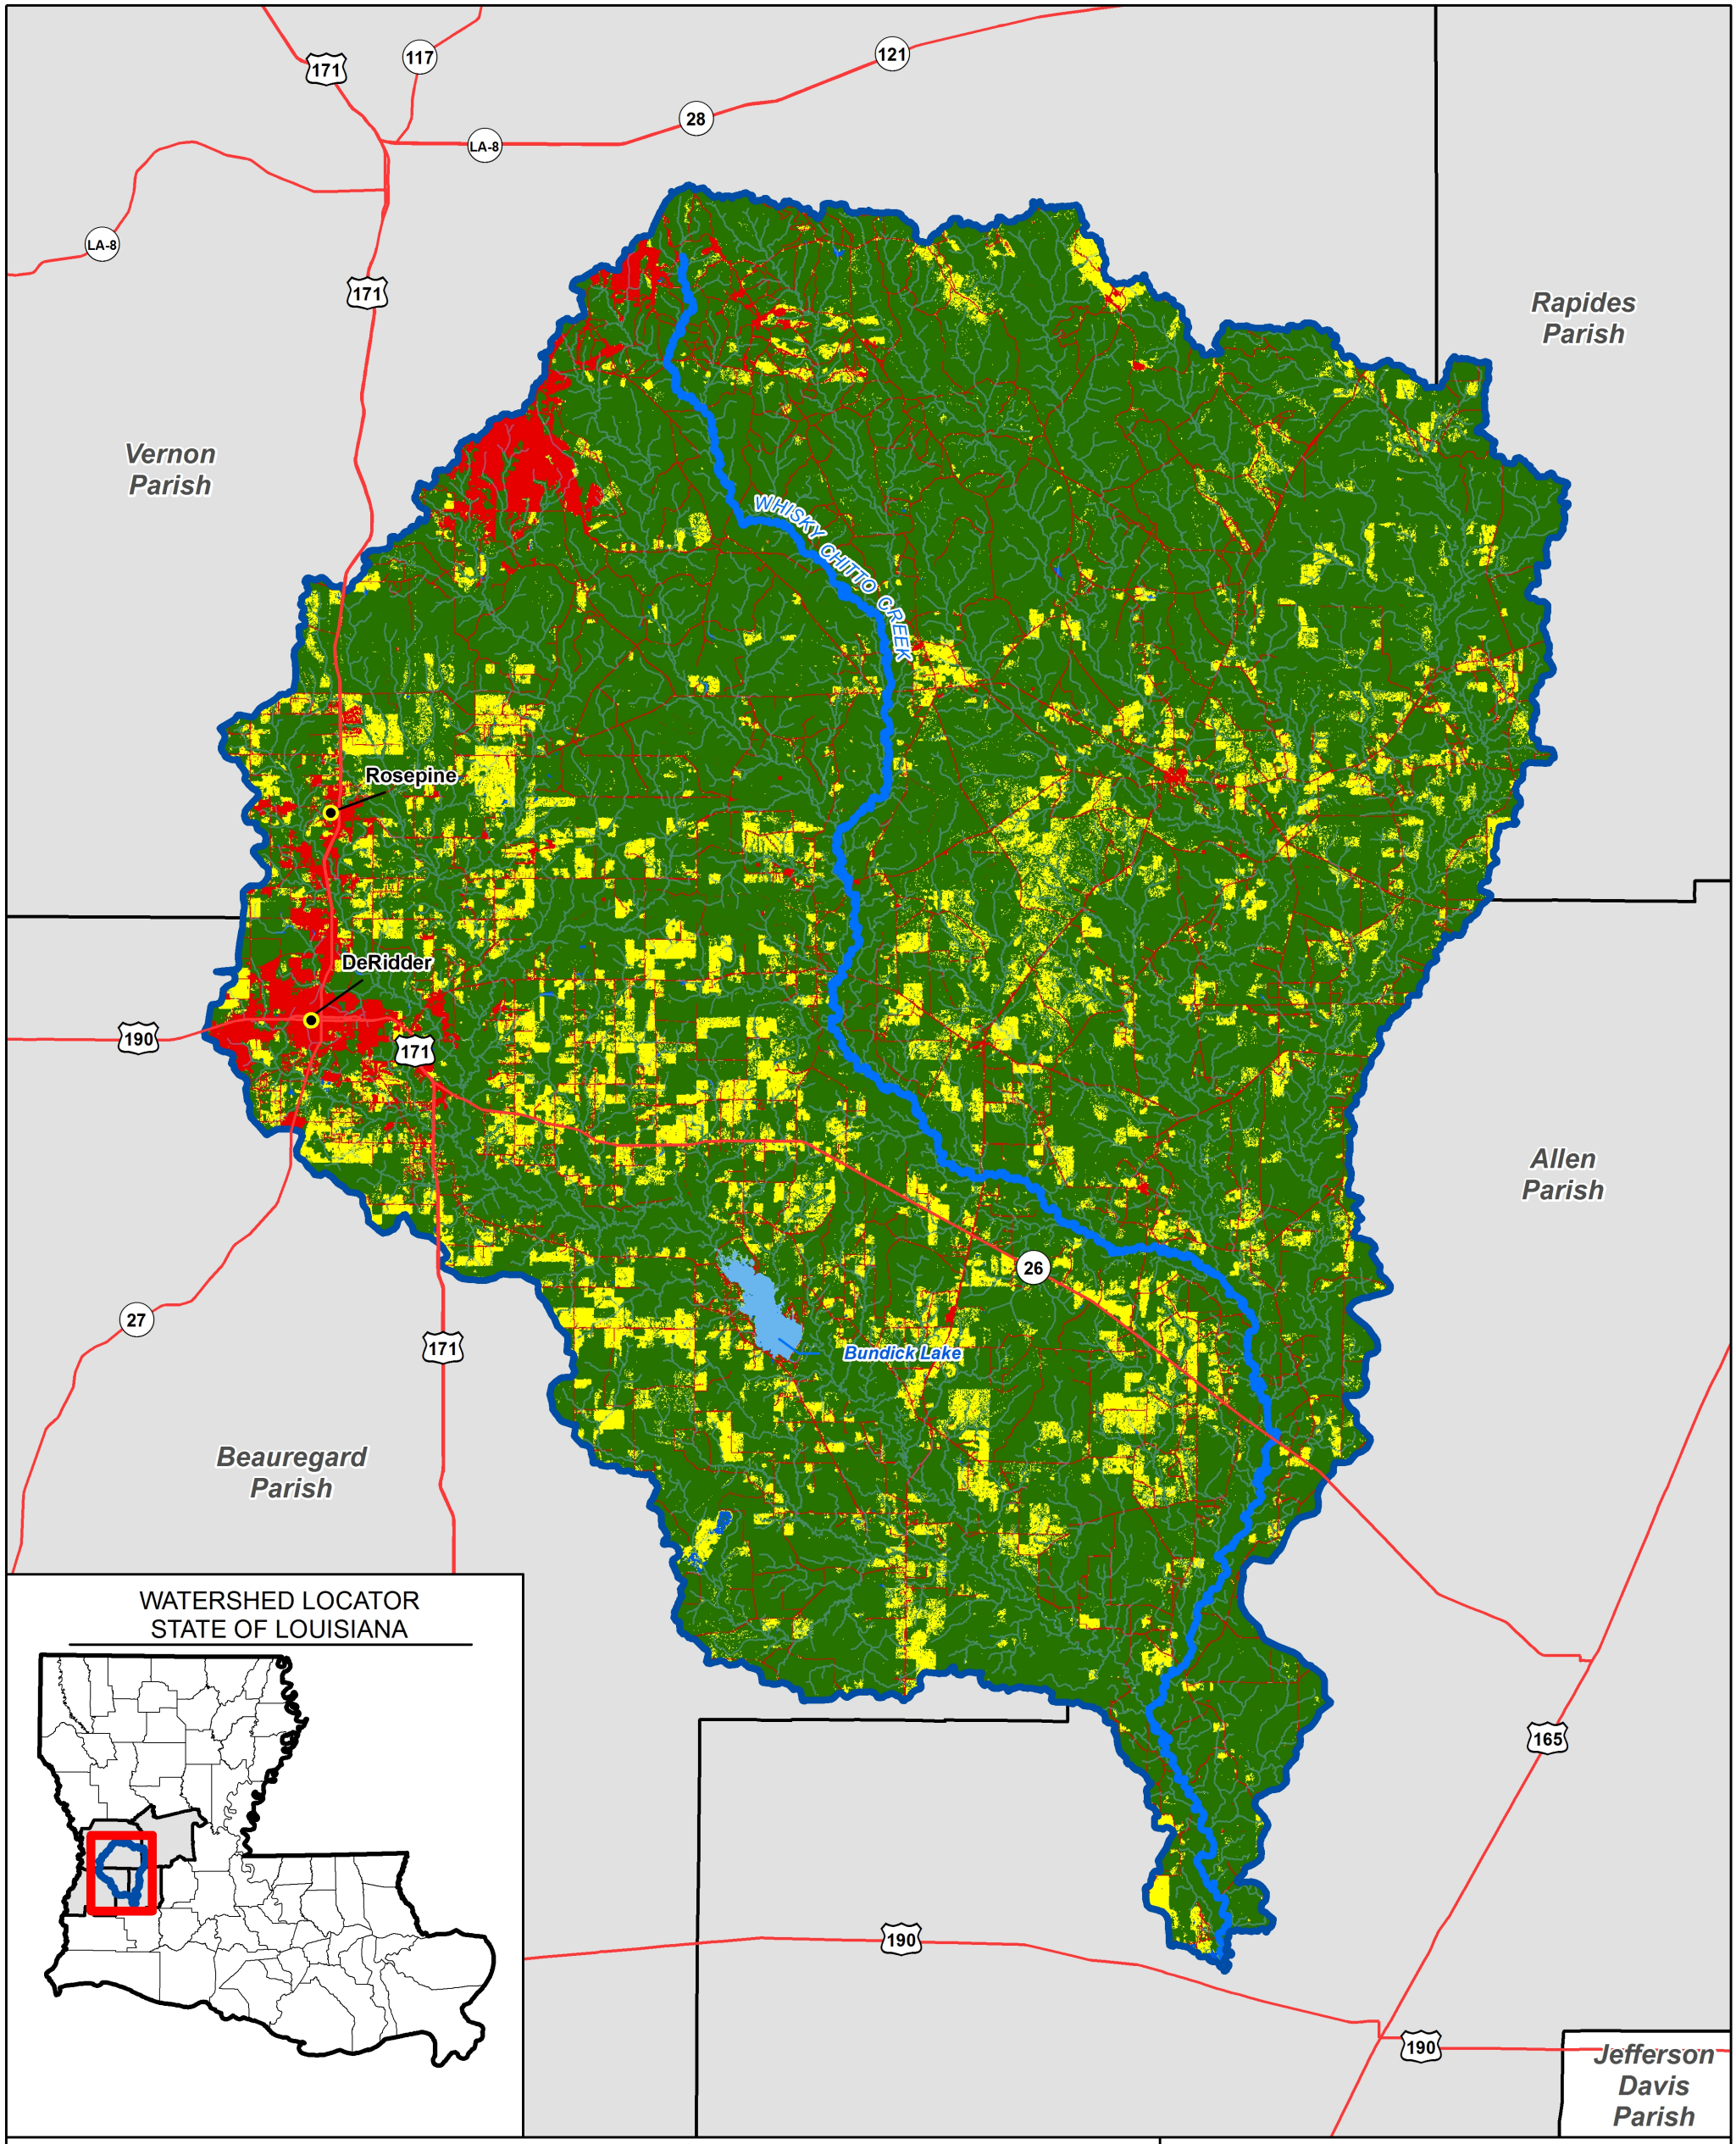 117
121
171
28
LA-8
LA-8
171
Rapides
Parish
Vernon
Parish
WHISKY CHITTO CREEK
Rosepine
DeRidder
190
171
Allen
Parish
26
27
171
Bundick Lake
Beauregard
Parish
WATERSHED LOCATOR
STATE OF LOUISIANA
165
190
190
Jefferson
Davis
Parish